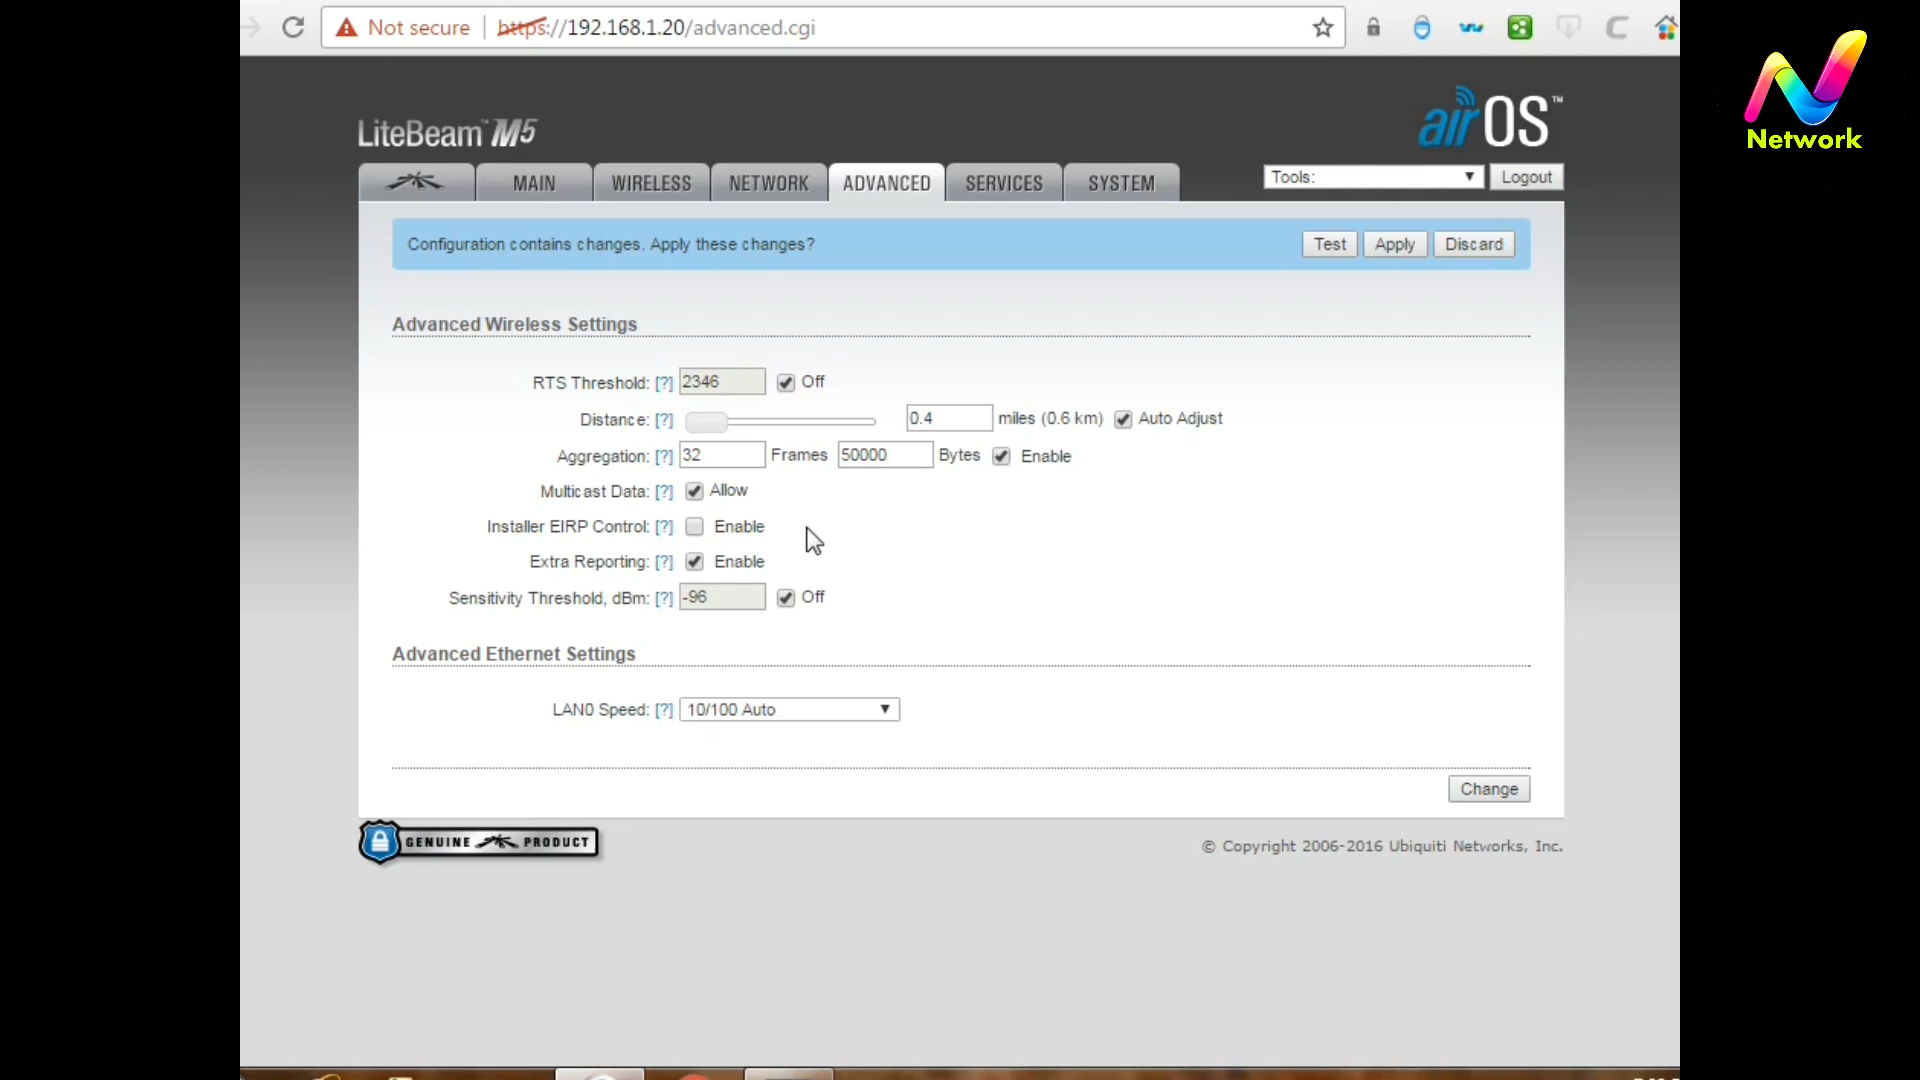 Not secure https://192.168.1.20/advanced.cgi
Network
LiteBeam™ M5
airOS™
MAIN WIRELESS NETWORK ADVANCED SERVICES SYSTEM Tools: Logout
Configuration contains changes. Apply these changes? Test Apply Discard
Advanced Wireless Settings
RTS Threshold: [?] 2346 Off
Distance: [?] 0.4 miles (0.6 km) Auto Adjust
Aggregation: [?] 32 Frames 50000 Bytes Enable
Multicast Data: [?] Allow
Installer EIRP Control: [?] Enable
Extra Reporting: [?] Enable
Sensitivity Threshold, dBm: [?] -96 Off
Advanced Ethernet Settings
LAN0 Speed: [?] 10/100 Auto
Change
GENUINE PRODUCT
© Copyright 2006-2016 Ubiquiti Networks, Inc.